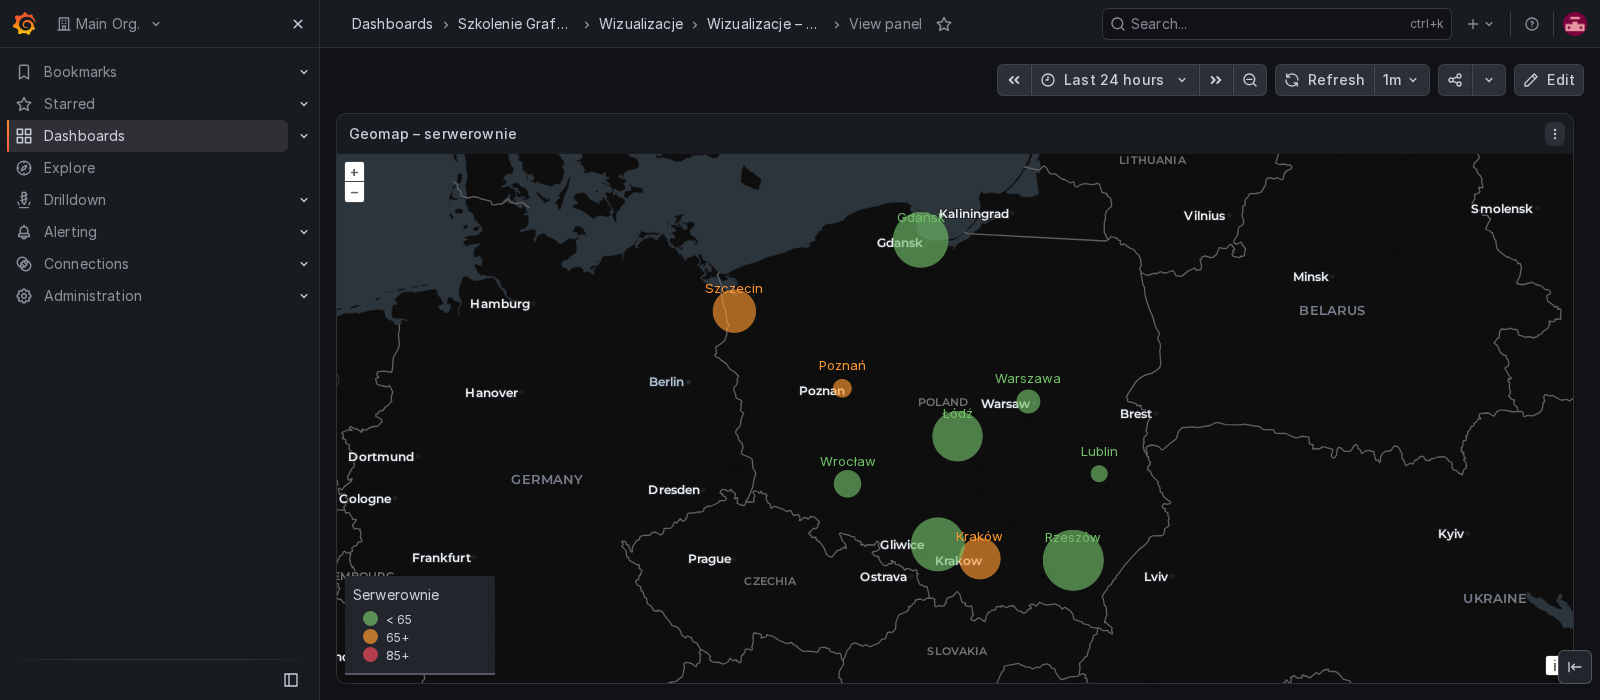 Main Org.
Dashboards
Szkolenie Graf...
Wizualizacje
Wizualizacje – ...
View panel
Search...
ctrl+k
Bookmarks
Starred
Dashboards
Explore
Drilldown
Alerting
Connections
Administration
Last 24 hours
Refresh
1m
Edit
Geomap – serwerownie
+
−
LITHUANIA
Smolensk
Kaliningrad
Vilnius
Gdańsk
Gdansk
Minsk
Szczecin
Hamburg
BELARUS
Poznań
Warszawa
Berlin
Hanover
Poznan
POLAND
Warsaw
Łódź
Brest
Dortmund
Wrocław
Lublin
GERMANY
Dresden
Cologne
Kyiv
Kraków
Rzeszów
Gliwice
Frankfurt
Prague
Krakow
Ostrava
CZECHIA
Lviv
UKRAINE
SLOVAKIA
Serwerownie
< 65
65+
85+
i